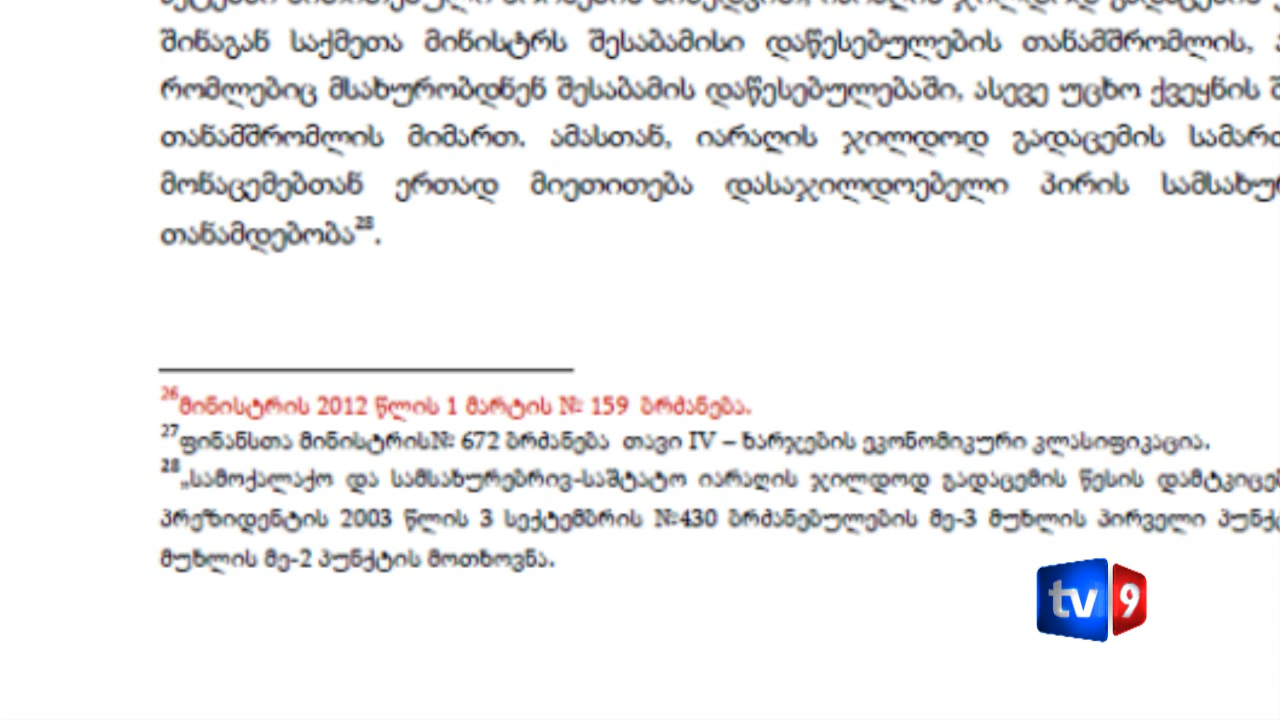 შინაგან საქმეთა მინისტრს შესაბამისი დაწესებულების თანამშრომლის,
რომლებიც მსახურობდნენ შესაბამის დაწესებულებაში, ასევე უცხო ქვეყნის
თანამშრომლის მიმართ. ამასთან, იარაღის ჯილდოდ გადაცემის
მონაცემებთან ერთად მიეთითება დასაჯილდოებელი პირის
თანამდებობა28.
26მინისტრის 2012 წლის 1 მარტის № 159 ბრძანება.
27ფინანსთა მინისტრის№ 672 ბრძანება თავი IV – ხარჯების ეკონომიკური კლასიფიკაცია.
28„სამოქალაქო და სამსახურებრივ-საშტატო იარაღის ჯილდოდ გადაცემის წესის
პრეზიდენტის 2003 წლის 3 სექტემბრის №430 ბრძანებულების მე-3 მუხლის პირველი
მუხლის მე-2 პუნქტის მოთხოვნა.
tv 9